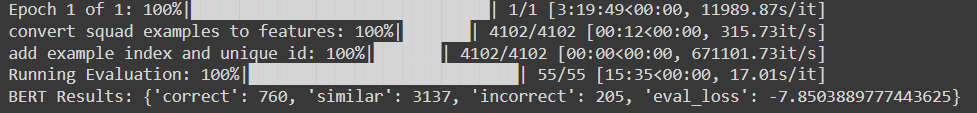 Epoch 1 of 1: 100%|██████████| 1/1 [3:19:49<00:00, 11989.87s/it]
convert squad examples to features: 100%|██████████| 4102/4102 [00:12<00:00, 315.73it/s]
add example index and unique id: 100%|██████████| 4102/4102 [00:00<00:00, 671101.73it/s]
Running Evaluation: 100%|██████████| 55/55 [15:35<00:00, 17.01s/it]
BERT Results: {'correct': 760, 'similar': 3137, 'incorrect': 205, 'eval_loss': -7.8503889777443625}